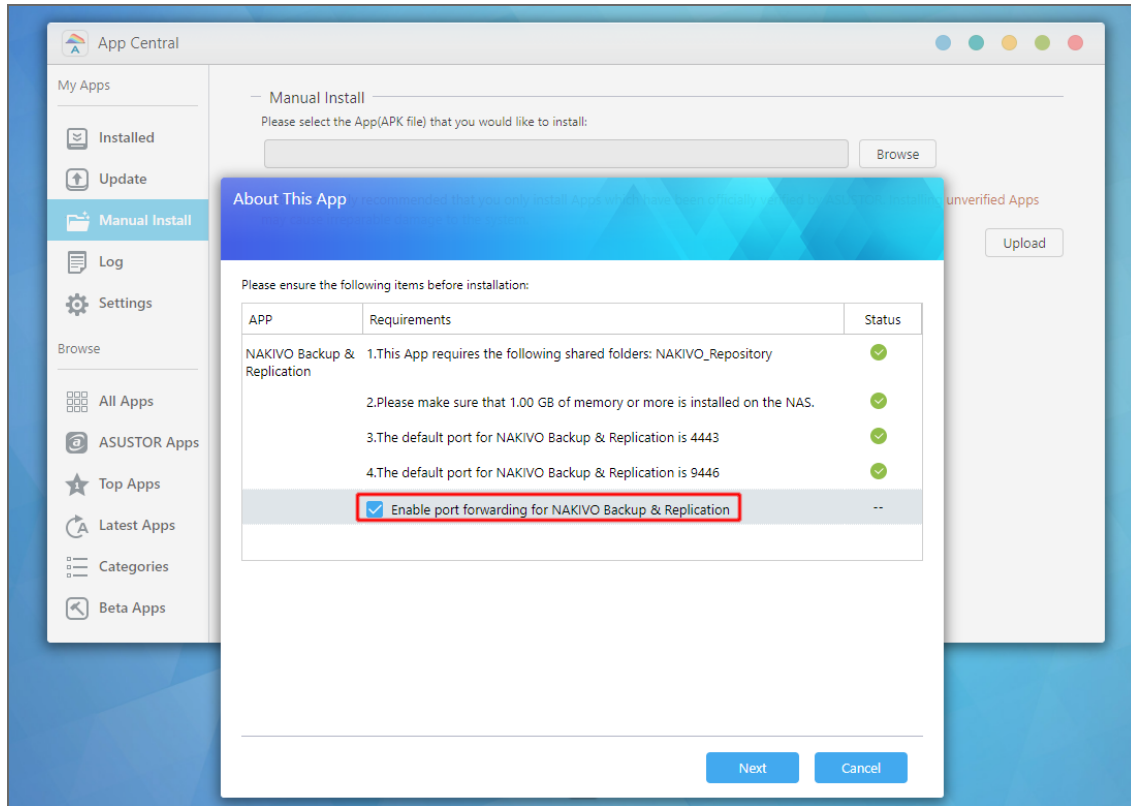 App Central
My Apps
Installed
Update
Manual Install
Log
Settings
Browse
All Apps
ASUSTOR Apps
Top Apps
Latest Apps
Categories
Beta Apps
Manual Install
Please select the App(APK file) that you would like to install:
Browse
unverified Apps
Upload
About This App
Please ensure the following items before installation:
APP Requirements Status
NAKIVO Backup & 1.This App requires the following shared folders: NAKIVO_Repository
Replication
2.Please make sure that 1.00 GB of memory or more is installed on the NAS.
3.The default port for NAKIVO Backup & Replication is 4443
4.The default port for NAKIVO Backup & Replication is 9446
Enable port forwarding for NAKIVO Backup & Replication --
Next Cancel